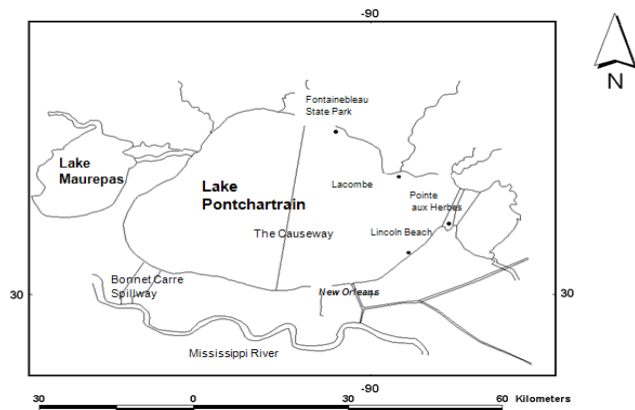 -90
N
Fontainebleau
State Park
Lake
Maurepas
Lake
Pontchartrain
Lacombe
Pointe
aux Herbes
The Causeway
Lincoln Beach
Bonnet Carre
Spillway
New Orleans
30
30
Mississippi River
-90
30
0
30
60
Kilometers